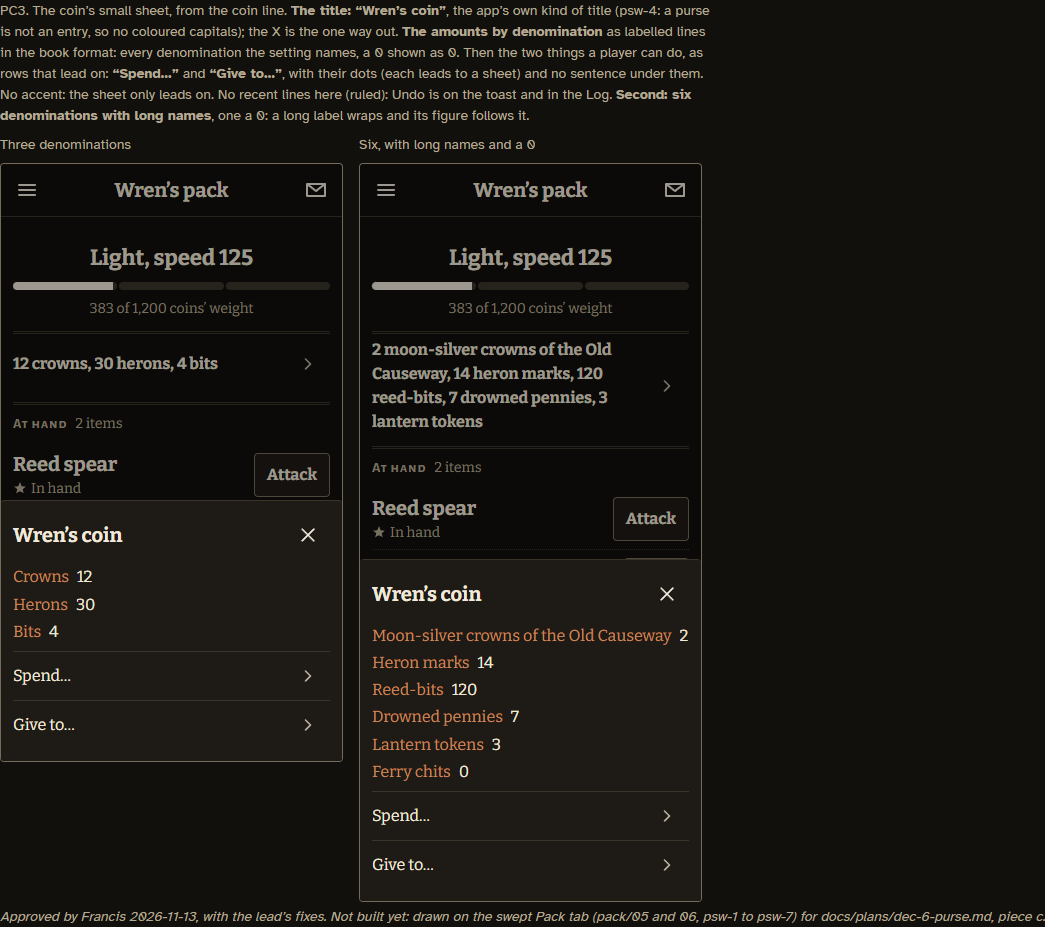 PC3. The coin’s small sheet, from the coin line. The title: “Wren’s coin”, the app’s own kind of title (psw-4: a purse
is not an entry, so no coloured capitals); the X is the one way out. The amounts by denomination as labelled lines
in the book format: every denomination the setting names, a 0 shown as 0. Then the two things a player can do, as
rows that lead on: “Spend…” and “Give to…”, with their dots (each leads to a sheet) and no sentence under them.
No accent: the sheet only leads on. No recent lines here (ruled): Undo is on the toast and in the Log. Second: six
denominations with long names, one a 0: a long label wraps and its figure follows it.
Three denominations
Wren’s pack
Light, speed 125
383 of 1,200 coins’ weight
12 crowns, 30 herons, 4 bits
AT HAND 2 items
Reed spear
★ In hand
Attack
Wren’s coin
Crowns 12
Herons 30
Bits 4
Spend…
Give to…
Six, with long names and a 0
Wren’s pack
Light, speed 125
383 of 1,200 coins’ weight
2 moon-silver crowns of the Old
Causeway, 14 heron marks, 120
reed-bits, 7 drowned pennies, 3
lantern tokens
AT HAND 2 items
Reed spear
★ In hand
Attack
Wren’s coin
Moon-silver crowns of the Old Causeway 2
Heron marks 14
Reed-bits 120
Drowned pennies 7
Lantern tokens 3
Ferry chits 0
Spend…
Give to…
Approved by Francis 2026-11-13, with the lead’s fixes. Not built yet: drawn on the swept Pack tab (pack/05 and 06, psw-1 to psw-7) for docs/plans/dec-6-purse.md, piece c.